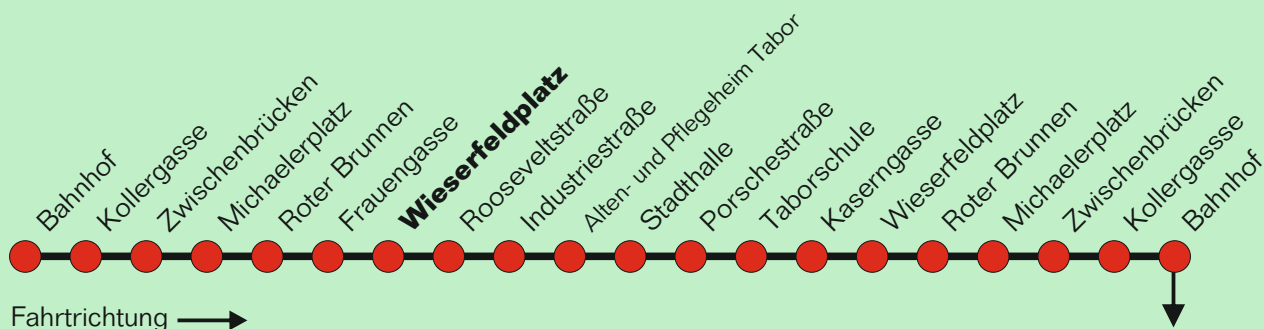 Bahnhof
Kollergasse
Zwischenbrücken
Michaelerplatz
Roter Brunnen
Frauengasse
Wieserfeldplatz
Rooseveltstraße
Industriestraße
Alten- und Pflegeheim Tabor
Stadthalle
Porschestraße
Taborschule
Kaserngasse
Wieserfeldplatz
Roter Brunnen
Michaelerplatz
Zwischenbrücken
Kollergassse
Bahnhof
Fahrtrichtung